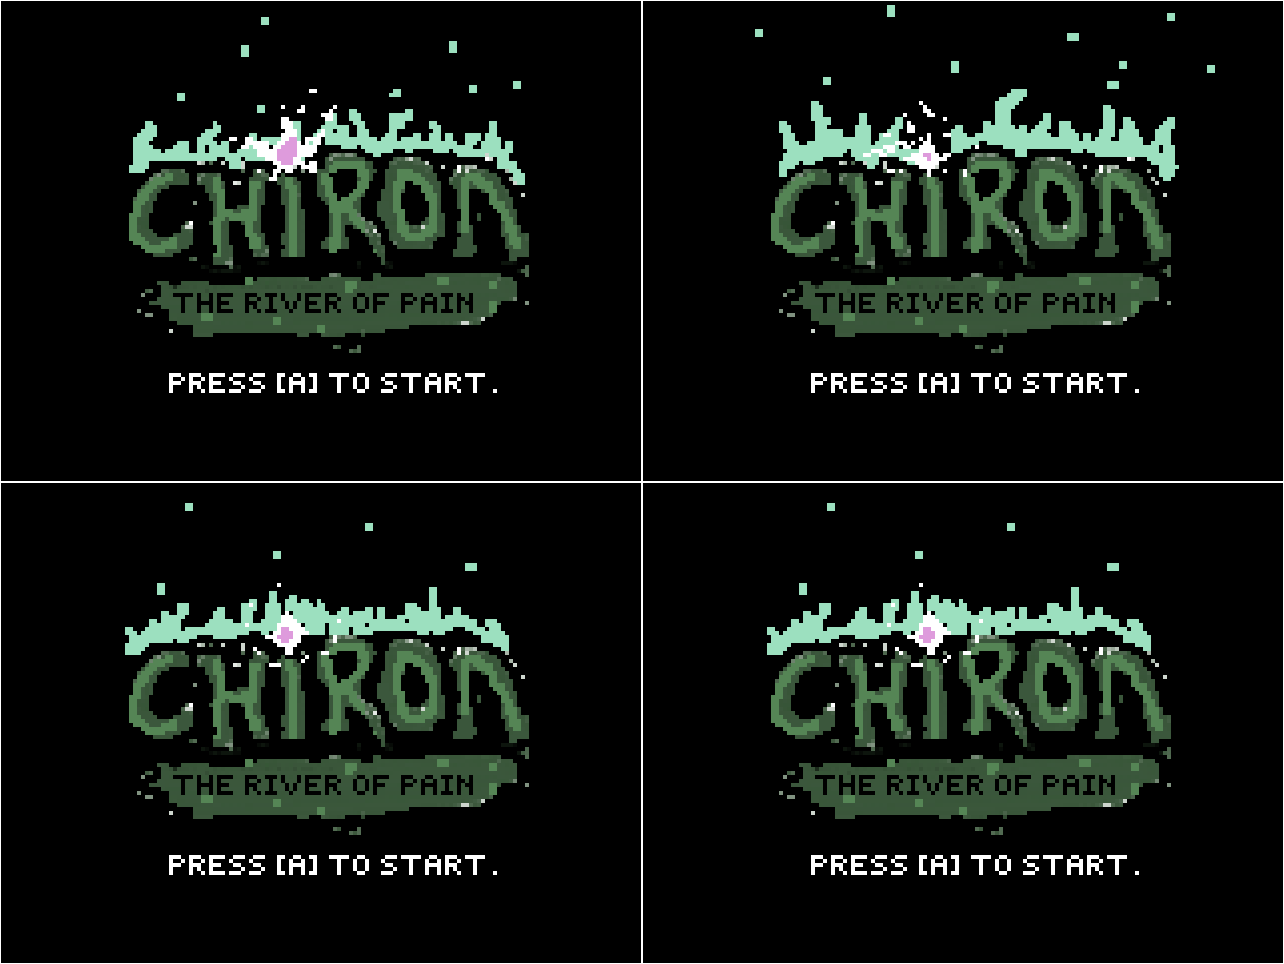 CHIRON
THE RIVER OF PAIN
PRESS [A] TO START.
CHIRON
THE RIVER OF PAIN
PRESS [A] TO START.
CHIRON
THE RIVER OF PAIN
PRESS [A] TO START.
CHIRON
THE RIVER OF PAIN
PRESS [A] TO START.